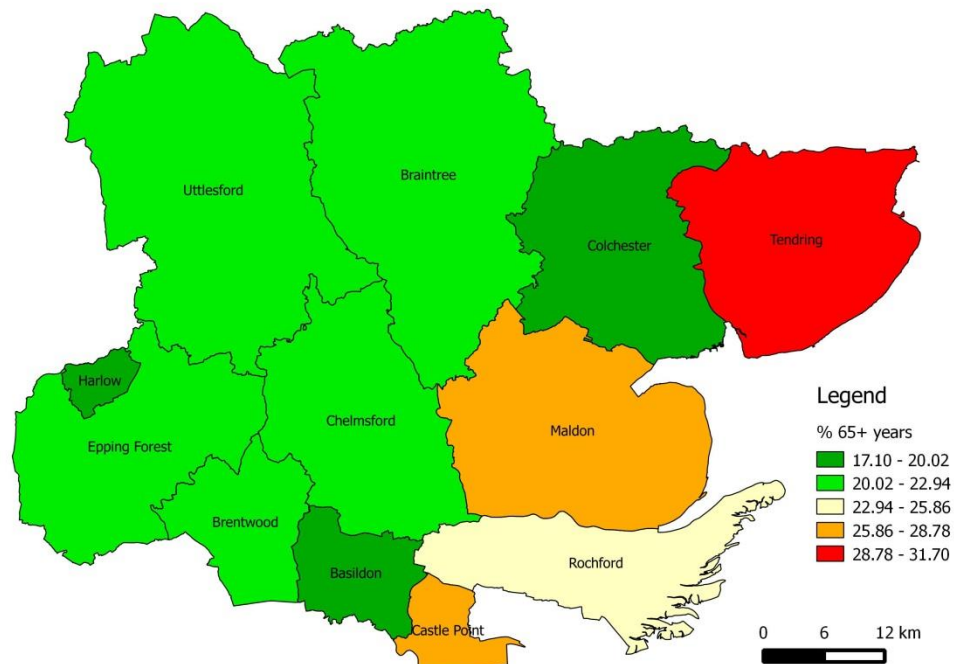 Uttlesford
Braintree
Colchester
Tendring
Harlow
Epping Forest
Chelmsford
Maldon
Brentwood
Basildon
Rochford
Castle Point
Legend
% 65+ years
17.10 - 20.02
20.02 - 22.94
22.94 - 25.86
25.86 - 28.78
28.78 - 31.70
0 6 12 km